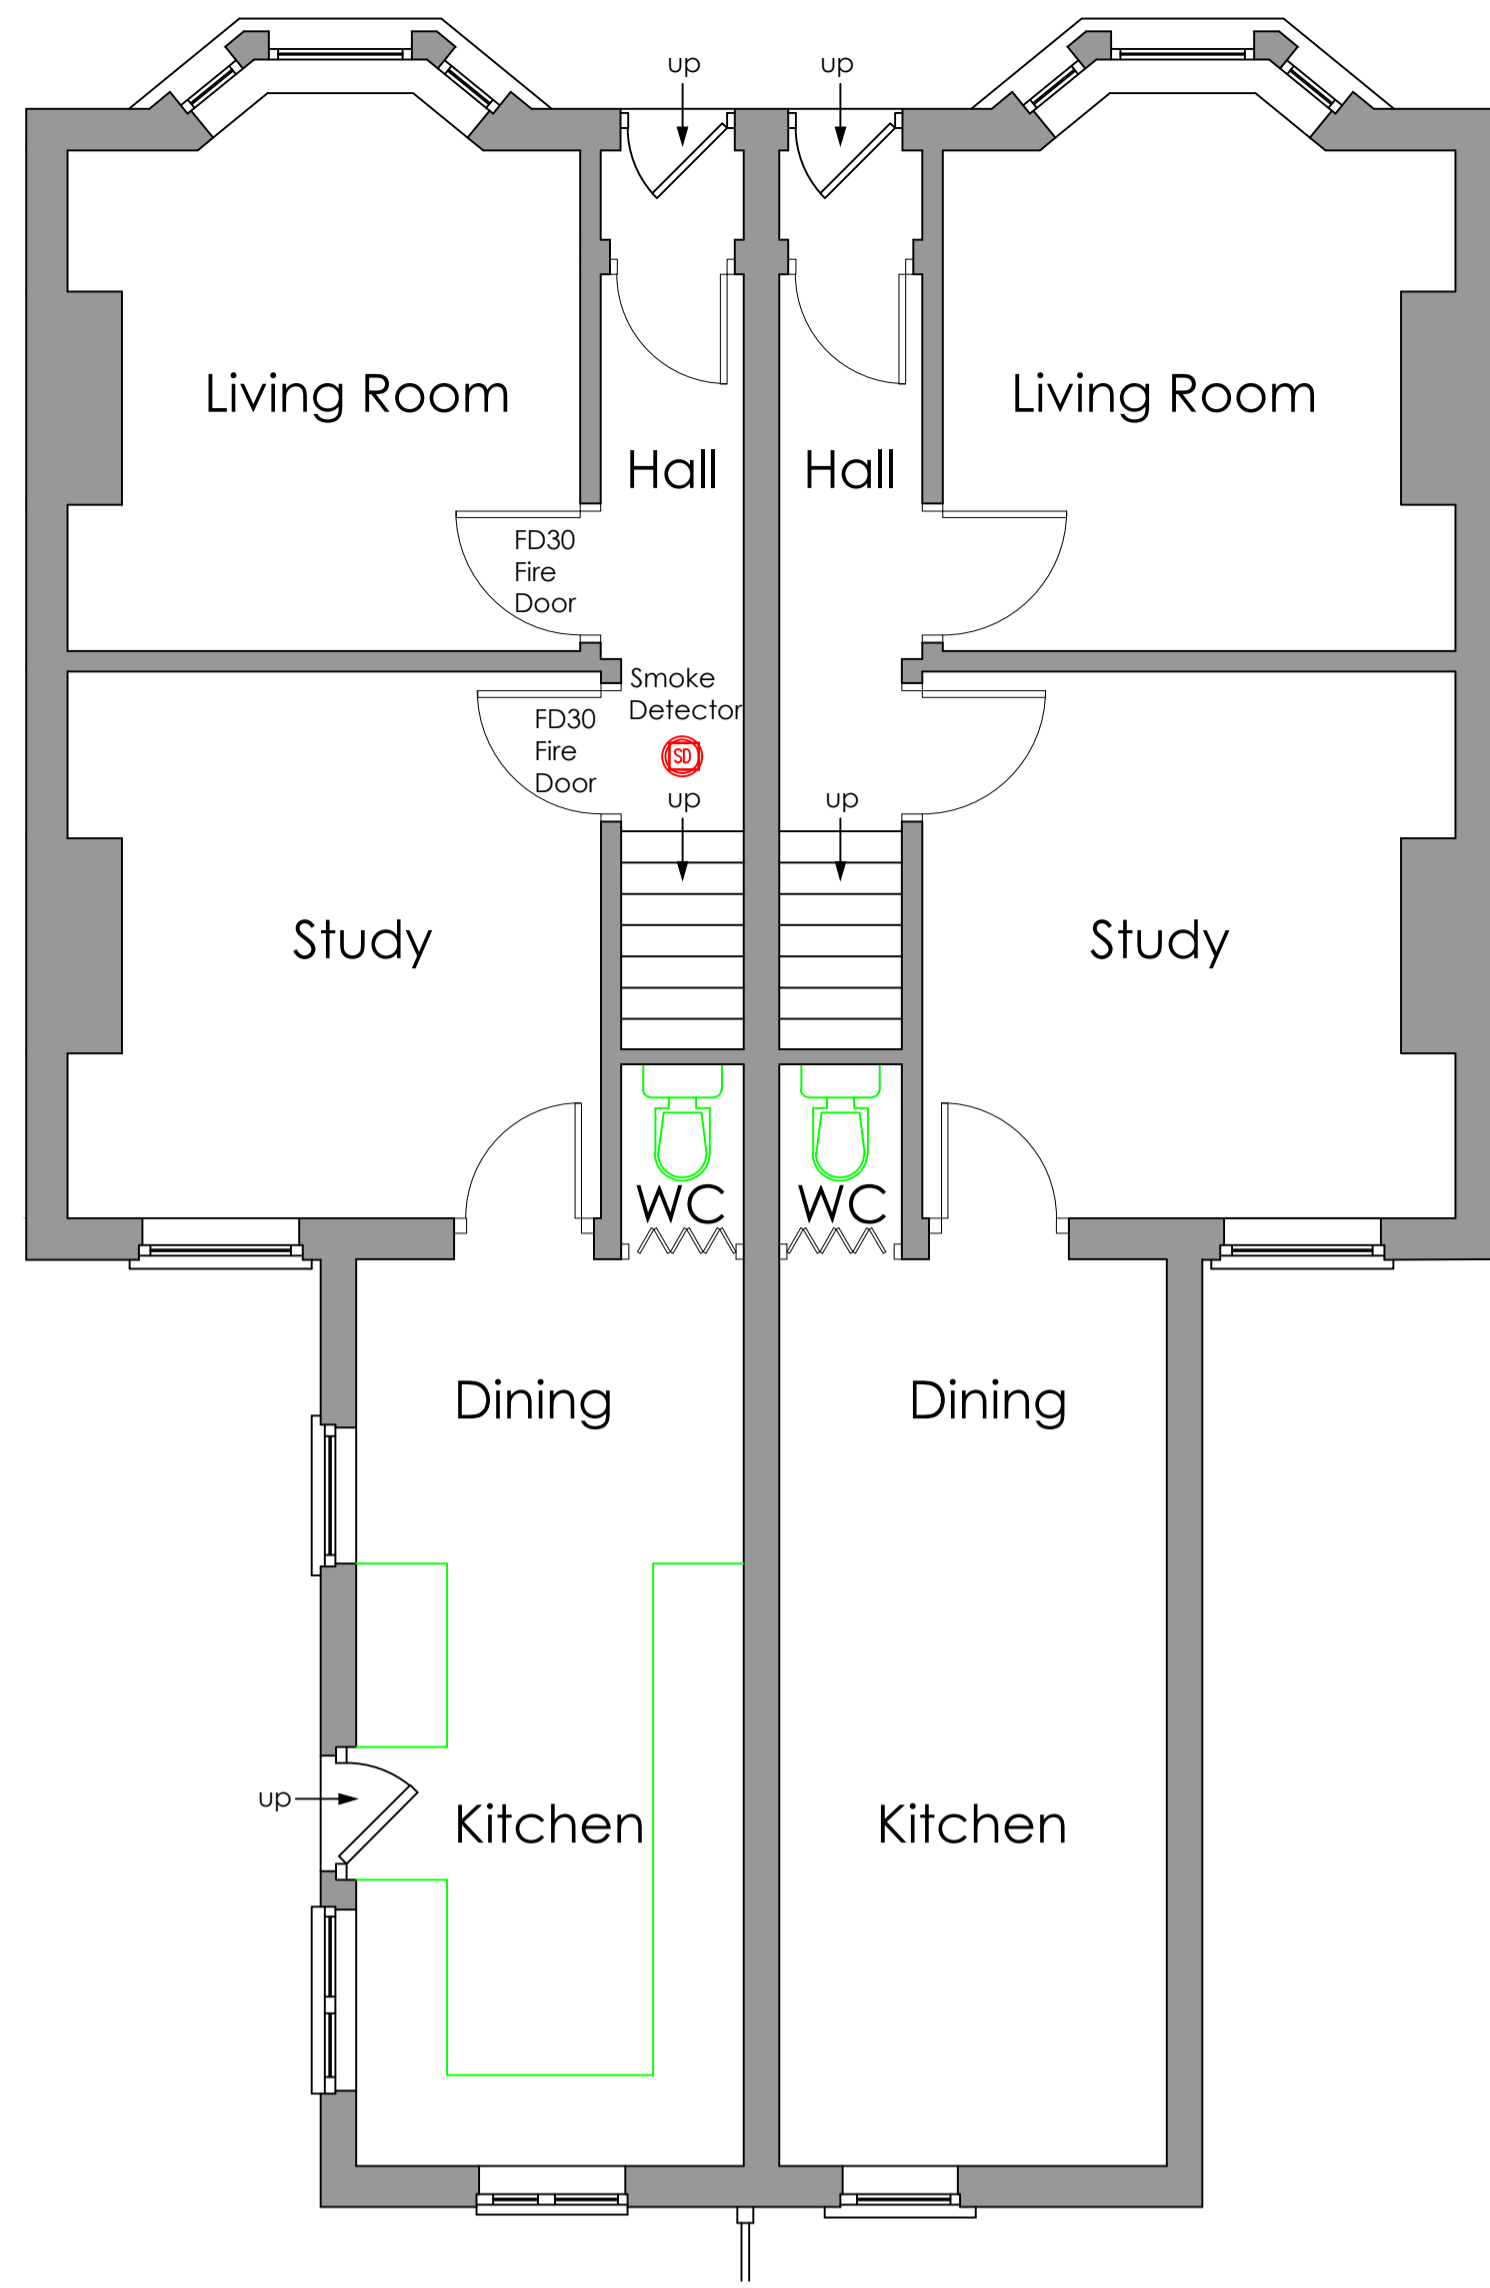 up
up
Living Room
Living Room
Hall
Hall
FD30
Fire
Door
Smoke
Detector
FD30
Fire
Door
SD
up
up
Study
Study
WC
WC
Dining
Dining
up
Kitchen
Kitchen